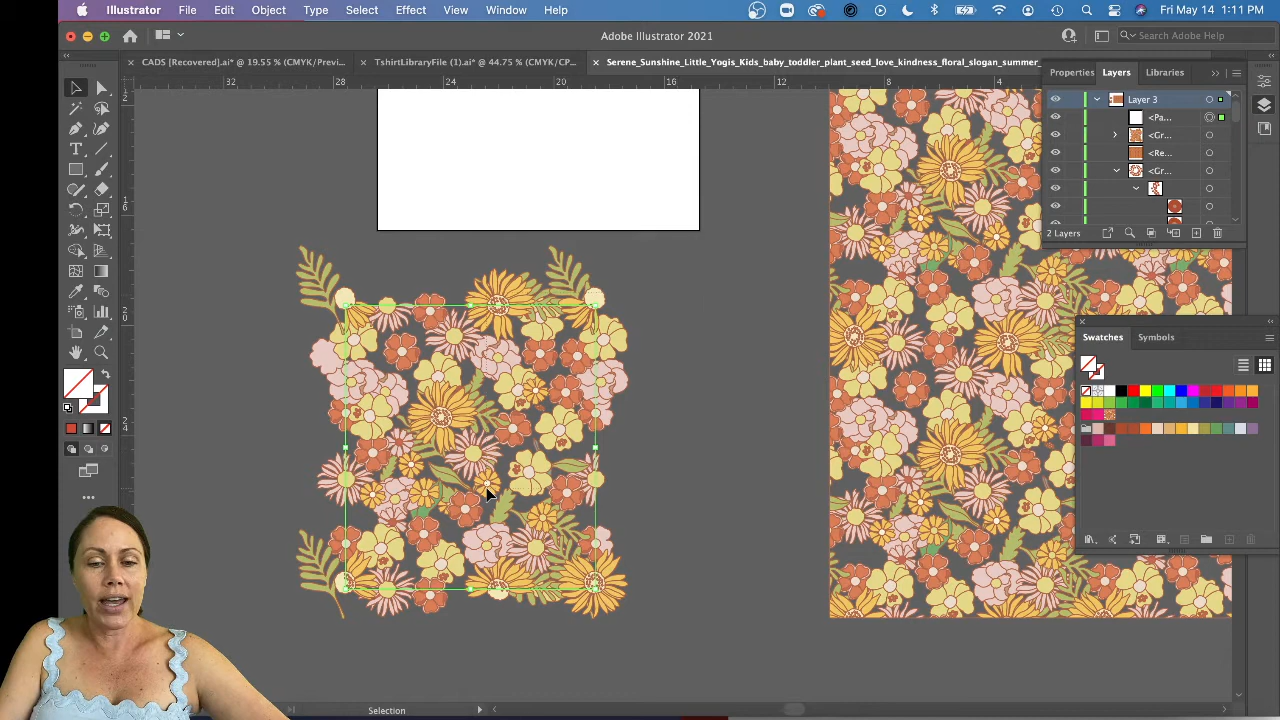 Illustrator File Edit Object Type Select Effect View Window Help
Fri May 14 1:11 PM
Adobe Illustrator 2021
Search Adobe Help
CADS [Recovered].ai* @ 19.55 % (CMYK/Previ...
TshirtLibraryFile (1).ai* @ 44.75 % (CMYK/CP...
Serene_Sunshine_Little_Yogis_Kids_baby_toddler_plant_seed_love_kindness_floral_slogan_summer_
32 28 24 20 16 8 4
Properties Layers Libraries
Layer 3
<Pa...
<Gr...
<Re...
<Gr...
2 Layers
Swatches Symbols
Selection